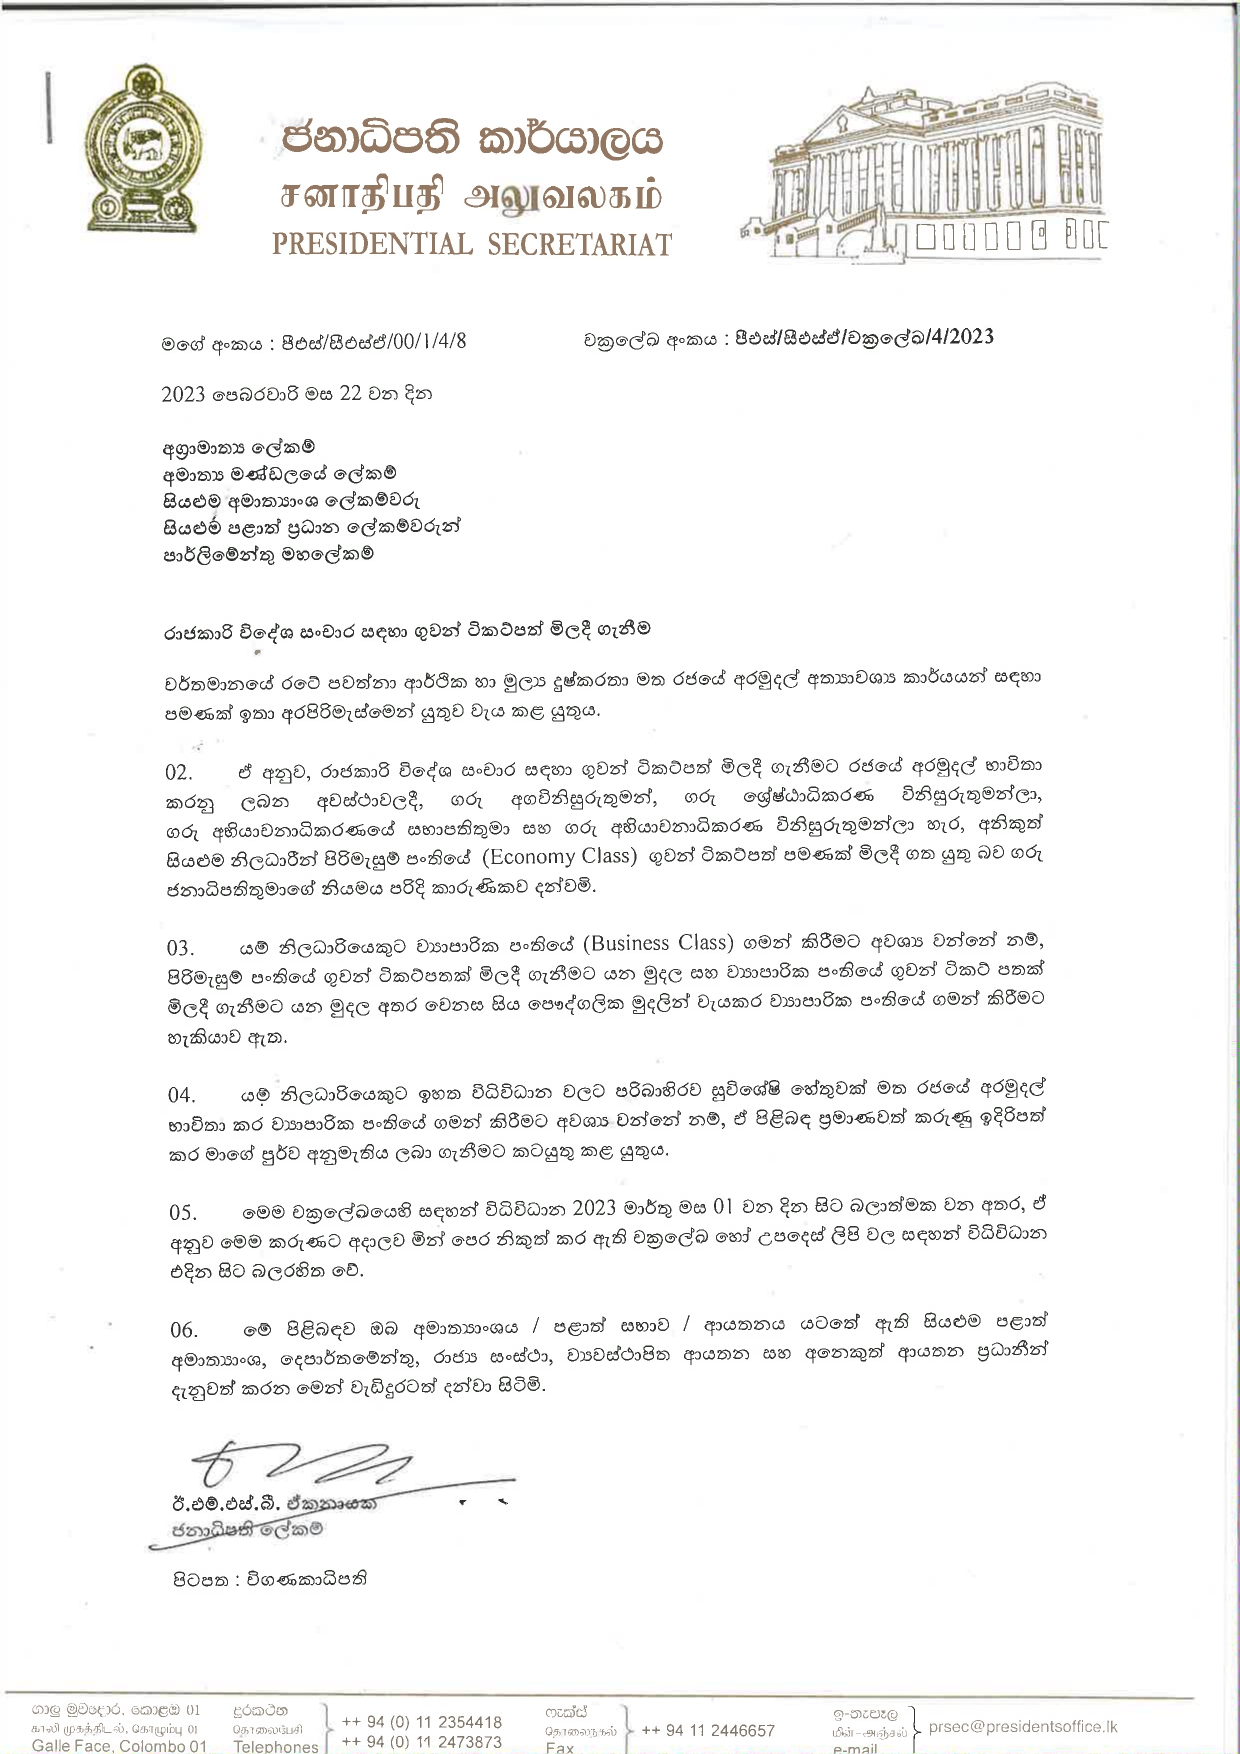 ජනාධිපති කාර්යාලය
சனாதிபதி அலுவலகம்
PRESIDENTIAL SECRETARIAT
මගේ අංකය : පීඑස්/සීඑස්ඒ/00/1/4/8
චක්‍රලේඛ අංකය : පීඑස්/සීඑස්ඒ/චක්‍රලේඛ/4/2023
2023 පෙබරවාරි මස 22 වන දින
අග්‍රාමාත්‍ය ලේකම්
අමාත්‍ය මණ්ඩලයේ ලේකම්
සියළුම අමාත්‍යාංශ ලේකම්වරු
සියළුම පළාත් ප්‍රධාන ලේකම්වරුන්
පාර්ලිමේන්තු මහලේකම්
රාජකාරි විදේශ සංචාර සඳහා ගුවන් ටිකට්පත් මිලදී ගැනීම
වර්තමානයේ රටේ පවත්නා ආර්ථික හා මුල්‍ය දුෂ්කරතා මත රජයේ අරමුදල් අත්‍යාවශ්‍ය කාර්යයන් සඳහා
පමණක් ඉතා අරපිරිමැස්මෙන් යුතුව වැය කළ යුතුය.
02. ඒ අනුව, රාජකාරි විදේශ සංචාර සඳහා ගුවන් ටිකට්පත් මිලදී ගැනීමට රජයේ අරමුදල් භාවිතා
කරනු ලබන අවස්ථාවලදී, ගරු අගවිනිසුරුතුමන්, ගරු ශ්‍රේෂ්ඨාධිකරණ විනිසුරුතුමන්ලා,
ගරු අභියාචනාධිකරණයේ සභාපතිතුමා සහ ගරු අභියාචනාධිකරණ විනිසුරුතුමන්ලා හැර, අනිකුත්
සියළුම නිලධාරීන් පිරිමැසුම් පංතියේ (Economy Class) ගුවන් ටිකට්පත් පමණක් මිලදී ගත යුතු බව ගරු
ජනාධිපතිතුමාගේ නියමය පරිදි කාරුණිකව දන්වමි.
03. යම් නිලධාරියෙකුට ව්‍යාපාරික පංතියේ (Business Class) ගමන් කිරීමට අවශ්‍ය වන්නේ නම්,
පිරිමැසුම් පංතියේ ගුවන් ටිකට්පතක් මිලදී ගැනීමට යන මුදල සහ ව්‍යාපාරික පංතියේ ගුවන් ටිකට් පතක්
මිලදී ගැනීමට යන මුදල අතර වෙනස සිය පෞද්ගලික මුදලින් වැයකර ව්‍යාපාරික පංතියේ ගමන් කිරීමට
හැකියාව ඇත.
04. යම් නිලධාරියෙකුට ඉහත විධිවිධාන වලට පරිබාහිරව සුවිශේෂි හේතුවක් මත රජයේ අරමුදල්
භාවිතා කර ව්‍යාපාරික පංතියේ ගමන් කිරීමට අවශ්‍ය වන්නේ නම්, ඒ පිළිබඳ ප්‍රමාණවත් කරුණු ඉදිරිපත්
කර මාගේ පූර්ව අනුමැතිය ලබා ගැනීමට කටයුතු කළ යුතුය.
05. මෙම චක්‍රලේඛයෙහි සඳහන් විධිවිධාන 2023 මාර්තු මස 01 වන දින සිට බලාත්මක වන අතර, ඒ
අනුව මෙම කරුණට අදාලව මින් පෙර නිකුත් කර ඇති චක්‍රලේඛ හෝ උපදෙස් ලිපි වල සඳහන් විධිවිධාන
එදින සිට බලරහිත වේ.
06. මේ පිළිබඳව ඔබ අමාත්‍යාංශය / පළාත් සභාව / ආයතනය යටතේ ඇති සියළුම පළාත්
අමාත්‍යාංශ, දෙපාර්තමේන්තු, රාජ්‍ය සංස්ථා, ව්‍යවස්ථාපිත ආයතන සහ අනෙකුත් ආයතන ප්‍රධානීන්
දැනුවත් කරන මෙන් වැඩිදුරටත් දන්වා සිටිමි.
ඊ.එම්.එස්.බී. ඒකනායක
ජනාධිපති ලේකම්
පිටපත : විගණකාධිපති
ගාලු මුවදොර, කොළඹ 01
காலி முகத்திடல், கொழும்பு 01
Galle Face, Colombo 01
දුරකථන
தொலைபேசி
Telephones
++ 94 (0) 11 2354418
++ 94 (0) 11 2473873
ෆැක්ස්
தொலைநகல்
Fax
++ 94 11 2446657
ඉ-තැපෑල
மின்-அஞ்சல்
e-mail
prsec@presidentsoffice.lk